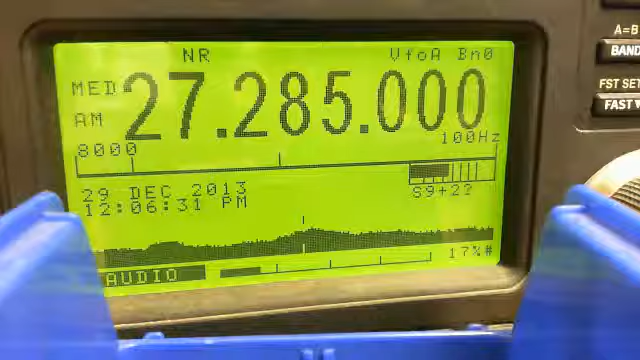 NR VfoA Bn0
MED 27.285.000
AM
100Hz
8000
S9+22
29 DEC 2013
12:06:31 PM
AUDIO
17%#
A=B
BAND
FST SET
FAST▼